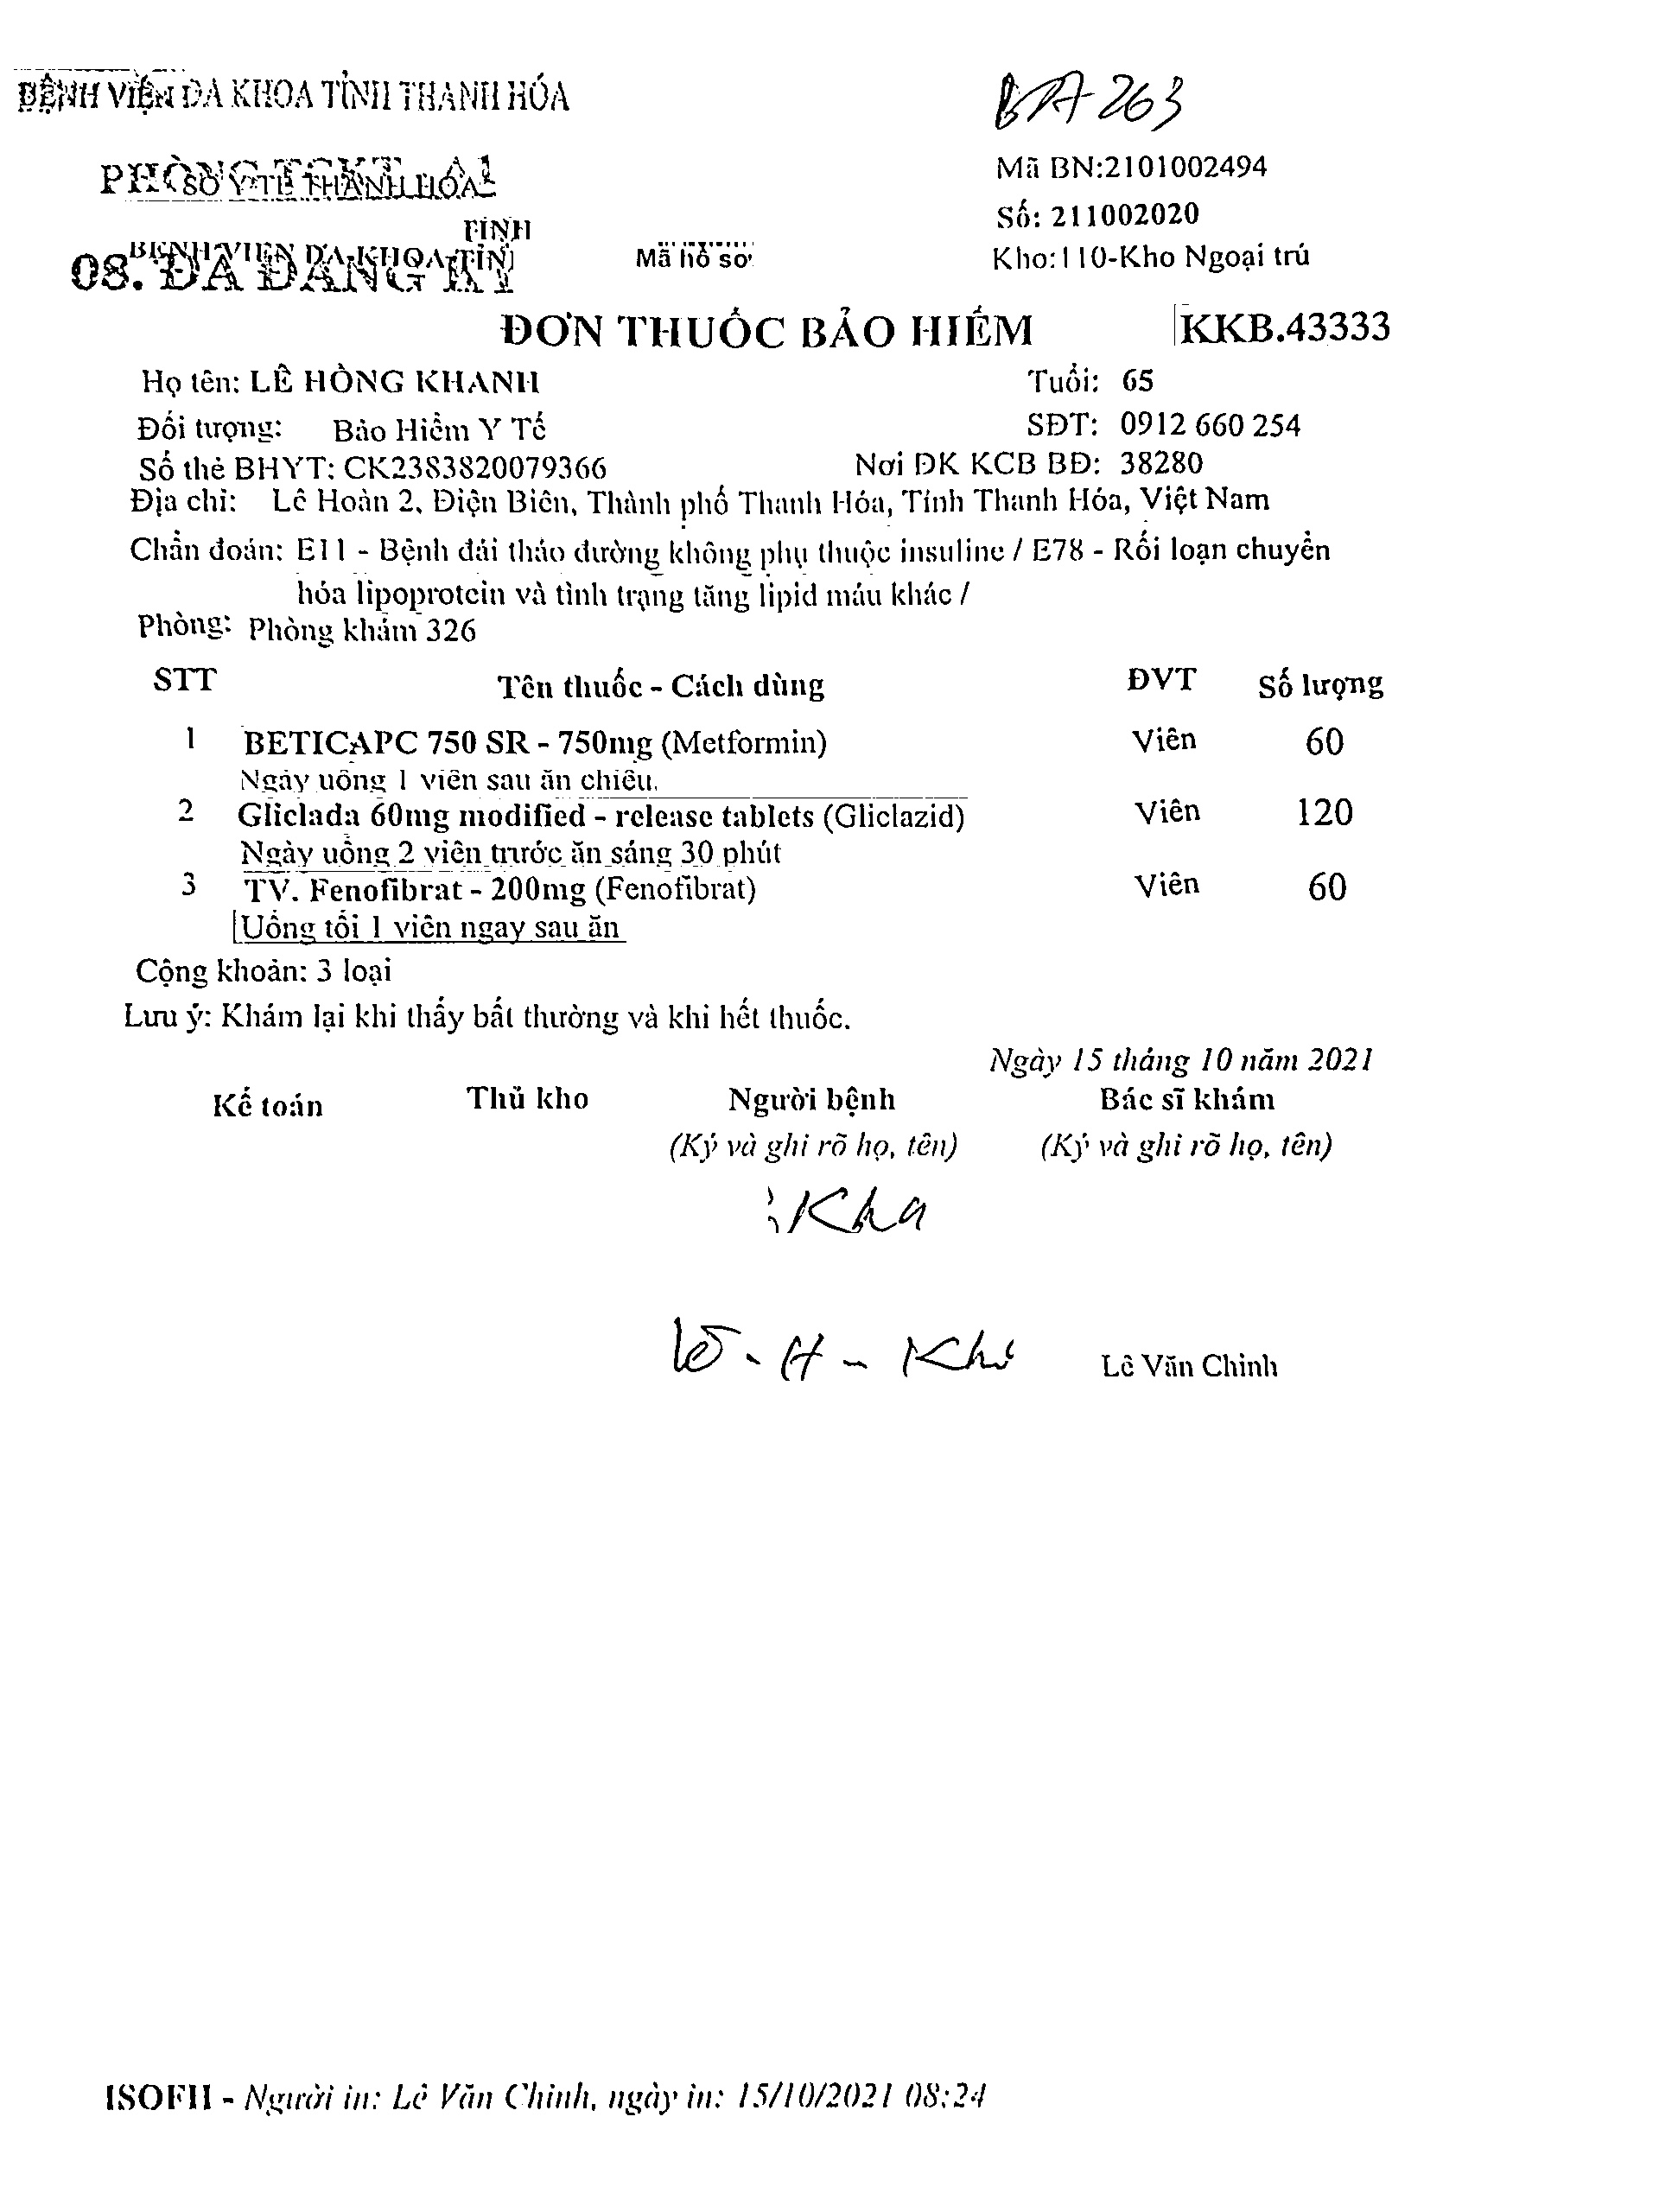 BỆNH VIỆN ĐA KHOA TỈNH THANH HÓA
BA 263
SỞ Y TẾ THANH HÓA
Mã BN:2101002494
Số: 211002020
BỆNH VIỆN ĐA KHOA TỈNH
08. ĐÃ ĐĂNG KÝ
Mã hồ sơ
Kho:110-Kho Ngoại trú
ĐƠN THUỐC BẢO HIỂM
KKB.43333
Họ tên: LÊ HỒNG KHANH Tuổi: 65
Đối tượng: Bảo Hiểm Y Tế SĐT: 0912 660 254
Số thẻ BHYT: CK2383820079366 Nơi ĐK KCB BĐ: 38280
Địa chỉ: Lê Hoàn 2, Điện Biên, Thành phố Thanh Hóa, Tỉnh Thanh Hóa, Việt Nam
Chẩn đoán: E11 - Bệnh đái tháo đường không phụ thuộc insuline / E78 - Rối loạn chuyển
hóa lipoprotein và tình trạng tăng lipid máu khác /
Phòng: Phòng khám 326
STT Tên thuốc - Cách dùng ĐVT Số lượng
1 BETICAPC 750 SR - 750mg (Metformin) Viên 60
Ngày uống 1 viên sau ăn chiều.
2 Gliclada 60mg modified - release tablets (Gliclazid) Viên 120
Ngày uống 2 viên trước ăn sáng 30 phút
3 TV. Fenofibrat - 200mg (Fenofibrat) Viên 60
Uống tối 1 viên ngay sau ăn
Cộng khoản: 3 loại
Lưu ý: Khám lại khi thấy bất thường và khi hết thuốc.
Ngày 15 tháng 10 năm 2021
Kế toán Thủ kho Người bệnh Bác sĩ khám
(Ký và ghi rõ họ, tên) (Ký và ghi rõ họ, tên)
Kha
Lê Văn Chinh
ISOFH - Người in: Lê Văn Chinh, ngày in: 15/10/2021 08:24